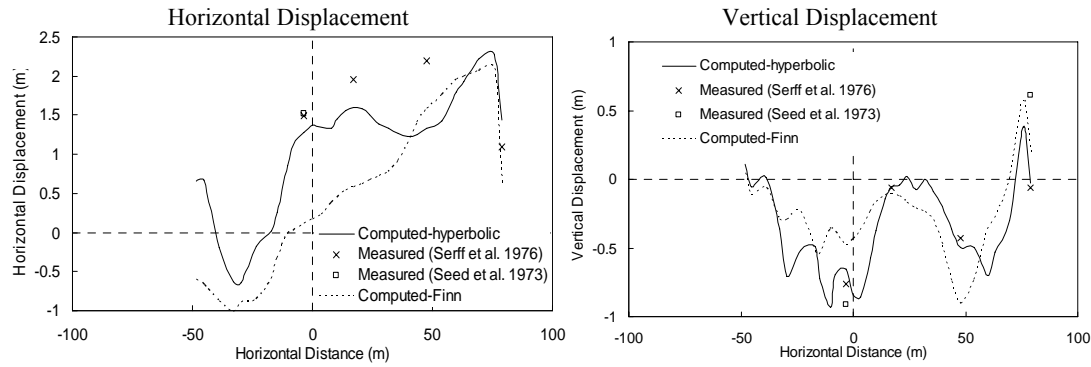 Horizontal Displacement
Horizontal Displacement (m)
2.5
2
1.5
1
0.5
0
-0.5
-1
Computed-hyperbolic
Measured (Serff et al. 1976)
Measured (Seed et al. 1973)
Computed-Finn
-100
-50
0
50
100
Horizontal Distance (m)
Vertical Displacement
Vertical Displacement (m)
1
0.5
0
-0.5
-1
Computed-hyperbolic
Measured (Serff et al. 1976)
Measured (Seed et al. 1973)
Computed-Finn
-100
-50
0
50
100
Horizontal Distance (m)